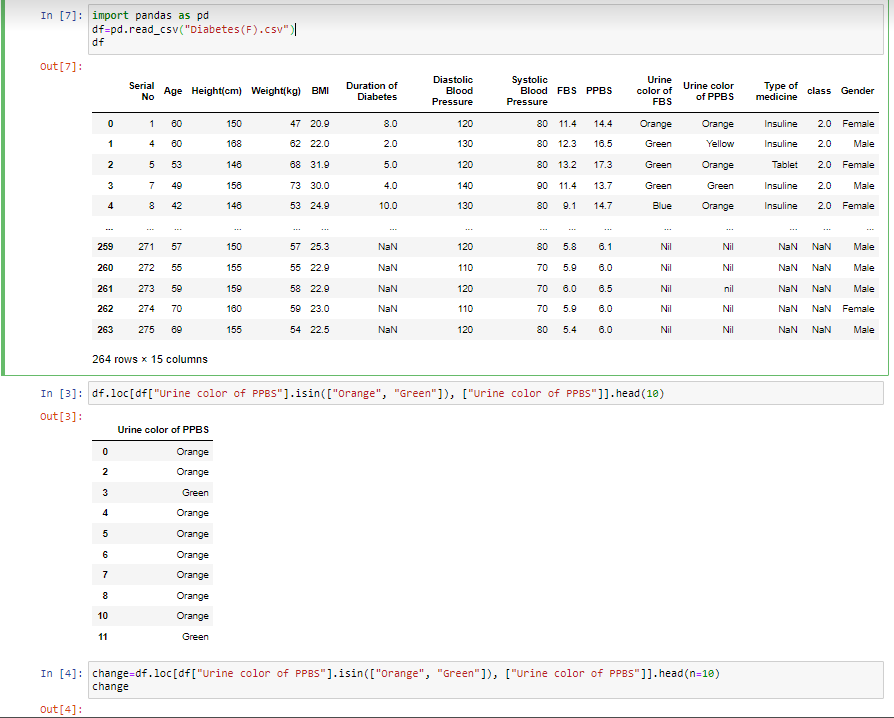 In [7]: import pandas as pd
df=pd.read_csv("Diabetes(F).csv")
df
Out[7]:
Serial No Age Height(cm) Weight(kg) BMI Duration of Diabetes Diastolic Blood Pressure Systolic Blood Pressure FBS PPBS Urine color of FBS Urine color of PPBS Type of medicine class Gender
0 1 60 150 47 20.9 8.0 120 80 11.4 14.4 Orange Orange Insuline 2.0 Female
1 4 60 168 62 22.0 2.0 130 80 12.3 16.5 Green Yellow Insuline 2.0 Male
2 5 53 146 68 31.9 5.0 120 80 13.2 17.3 Green Orange Tablet 2.0 Female
3 7 49 156 73 30.0 4.0 140 90 11.4 13.7 Green Green Insuline 2.0 Male
4 8 42 146 53 24.9 10.0 130 80 9.1 14.7 Blue Orange Insuline 2.0 Female
... ... ... ... ... ... ... ... ... ... ... ... ... ... ... ...
259 271 57 150 57 25.3 NaN 120 80 5.8 6.1 Nil Nil NaN NaN Male
260 272 55 155 55 22.9 NaN 110 70 5.9 6.0 Nil Nil NaN NaN Male
261 273 59 159 58 22.9 NaN 120 70 6.0 6.5 Nil nil NaN NaN Male
262 274 70 160 59 23.0 NaN 110 70 5.9 6.0 Nil Nil NaN NaN Female
263 275 69 155 54 22.5 NaN 120 80 5.4 6.0 Nil Nil NaN NaN Male
264 rows × 15 columns
In [3]: df.loc[df["Urine color of PPBS"].isin(["Orange", "Green"]), ["Urine color of PPBS"]].head(10)
Out[3]:
Urine color of PPBS
0 Orange
2 Orange
3 Green
4 Orange
5 Orange
6 Orange
7 Orange
8 Orange
10 Orange
11 Green
In [4]: change=df.loc[df["Urine color of PPBS"].isin(["Orange", "Green"]), ["Urine color of PPBS"]].head(n=10)
change
Out[4]: